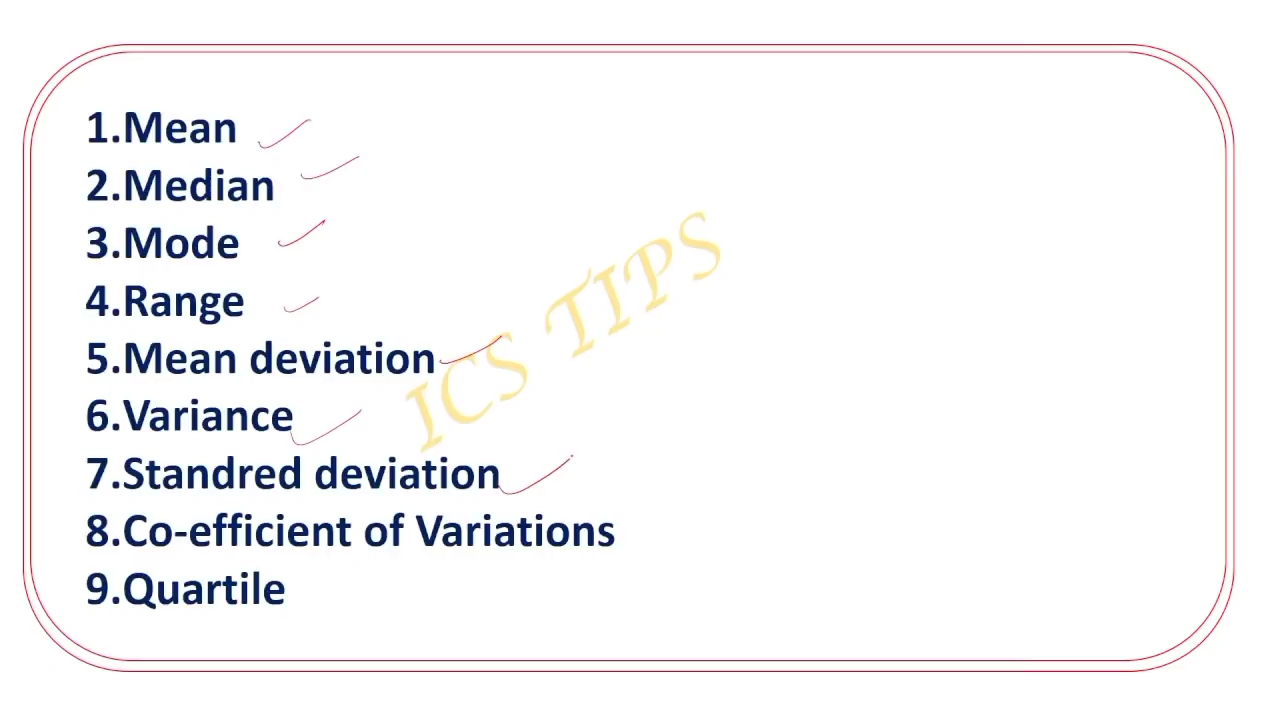 1.Mean
2.Median
3.Mode
4.Range
5.Mean deviation
6.Variance
7.Standred deviation
8.Co-efficient of Variations
9.Quartile
ICS TIPS